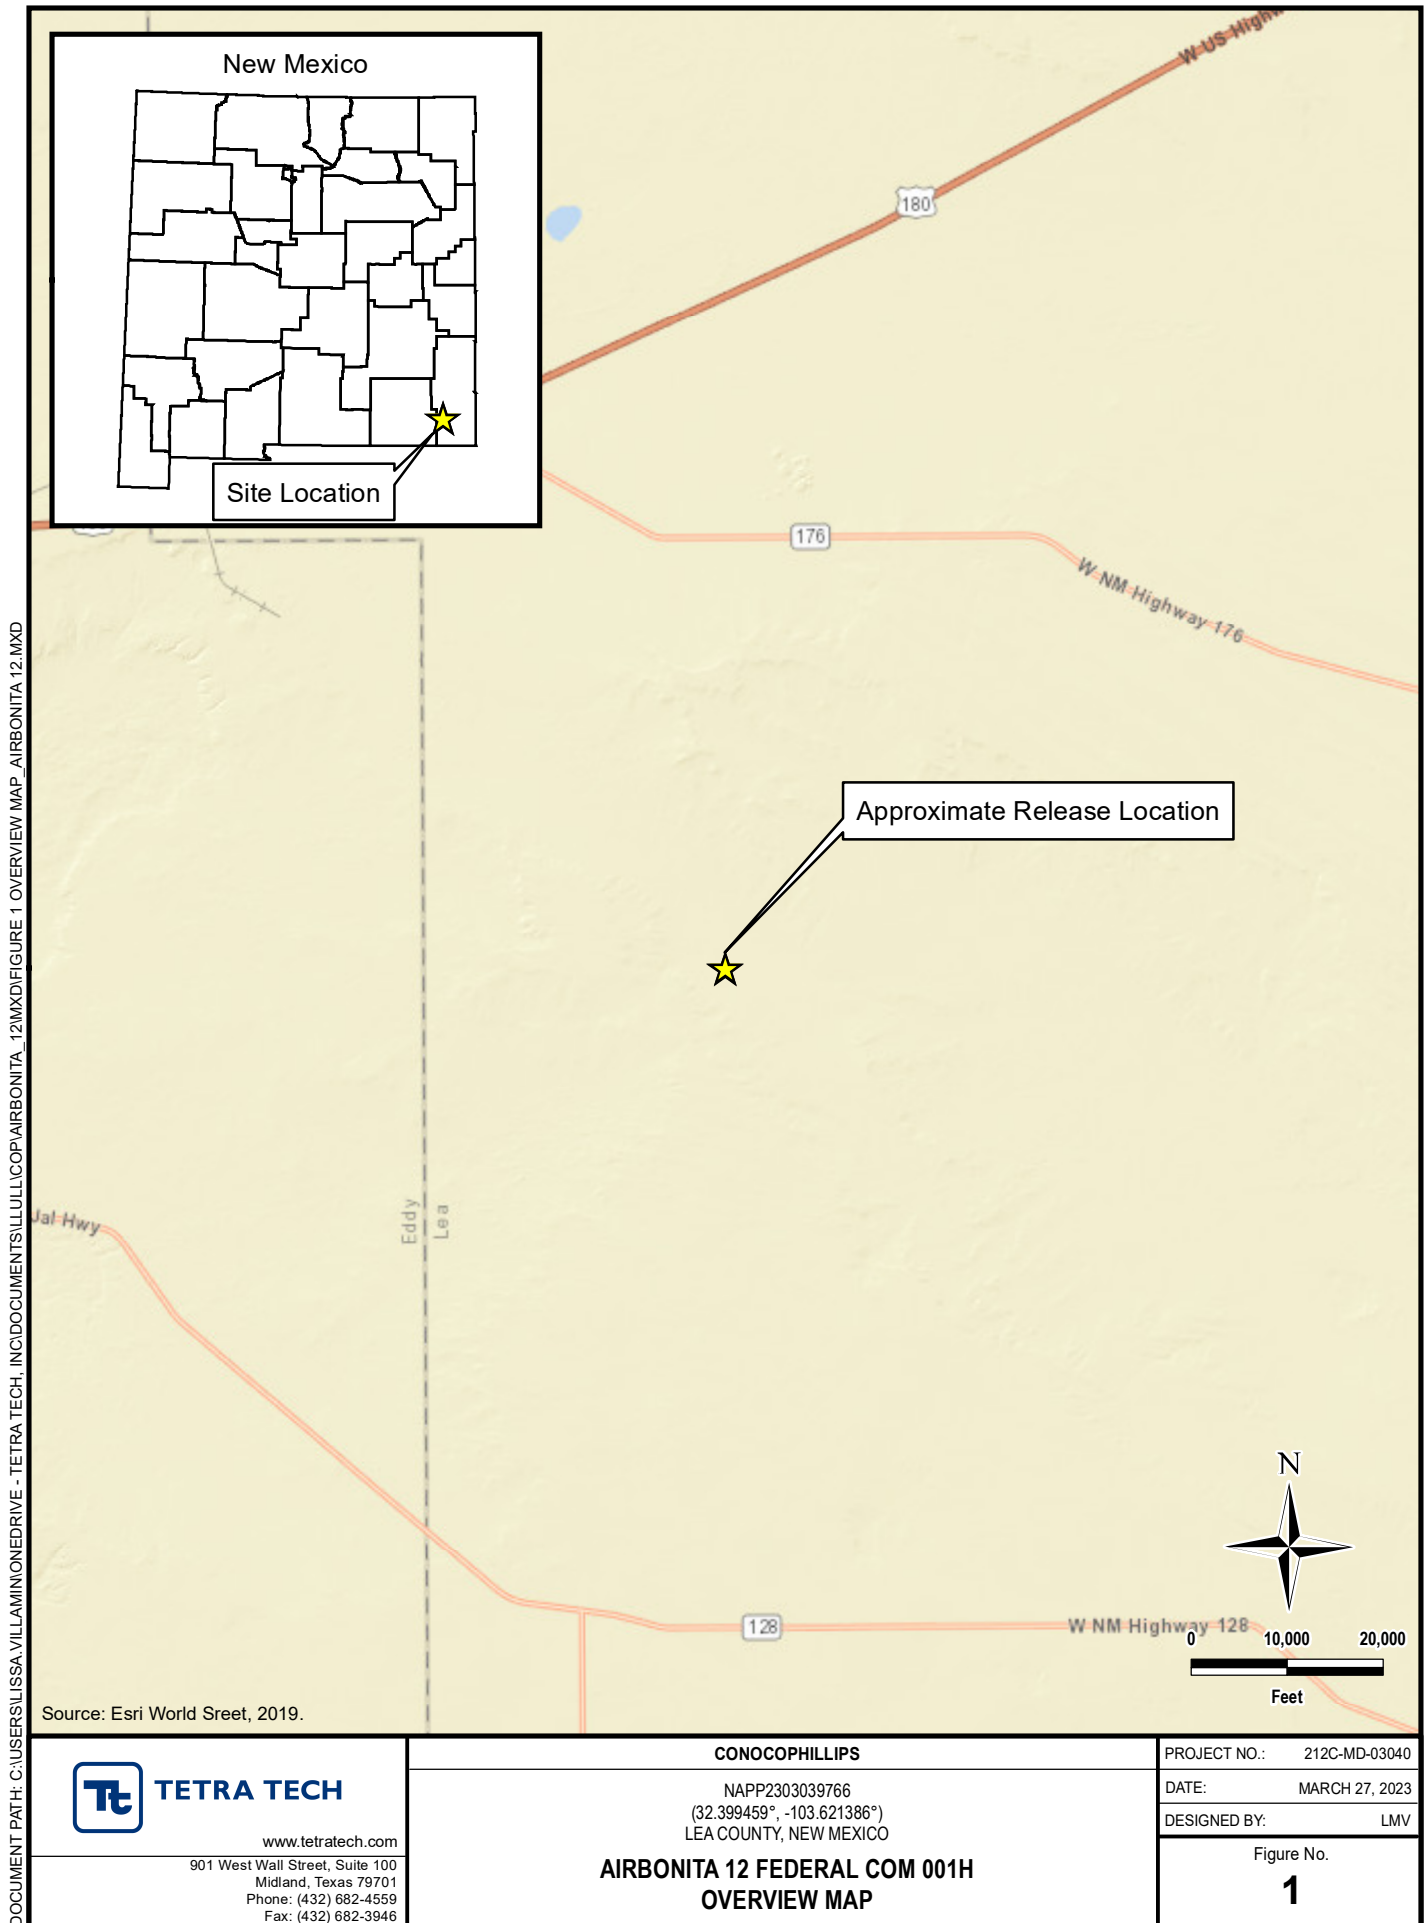 New Mexico
Site Location
W US Highw
180
176
W NM Highway 176
Approximate Release Location
Eddy
Lea
Jal Hwy
128
W NM Highway 128
N
0 10,000 20,000
Feet
Source: Esri World Sreet, 2019.
DOCUMENT PATH: C:\USERS\LISSA.VILLAMIN\ONEDRIVE - TETRA TECH, INC\DOCUMENTS\LLULL\COP\AIRBONITA_12\MXD\FIGURE 1 OVERVIEW MAP_AIRBONITA 12.MXD
Tt TETRA TECH
www.tetratech.com
901 West Wall Street, Suite 100
Midland, Texas 79701
Phone: (432) 682-4559
Fax: (432) 682-3946
CONOCOPHILLIPS
NAPP2303039766
(32.399459°, -103.621386°)
LEA COUNTY, NEW MEXICO
AIRBONITA 12 FEDERAL COM 001H
OVERVIEW MAP
PROJECT NO.: 212C-MD-03040
DATE: MARCH 27, 2023
DESIGNED BY: LMV
Figure No.
1